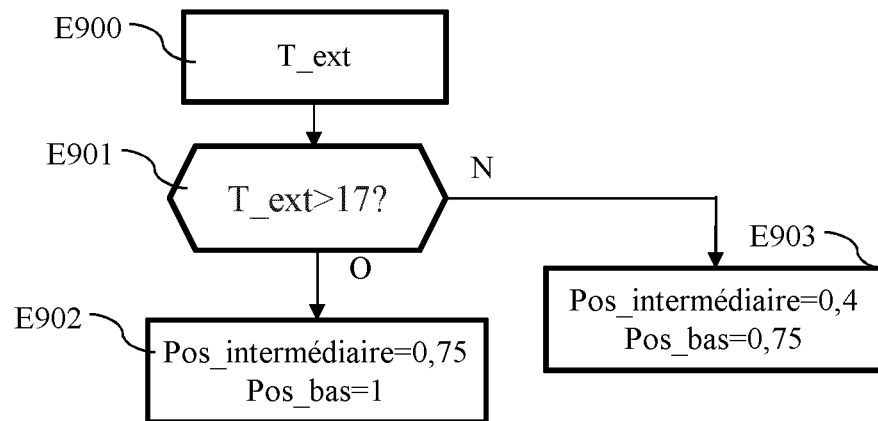 E900
T_ext
E901
T_ext>17?
N
O
E903
Pos_intermédiaire=0,4
Pos_bas=0,75
E902
Pos_intermédiaire=0,75
Pos_bas=1